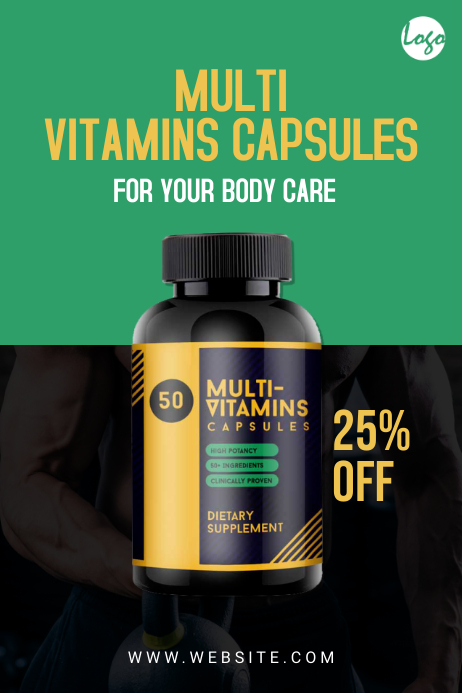 Logo
MULTI
VITAMINS CAPSULES
FOR YOUR BODY CARE
50
MULTI-
VITAMINS
CAPSULES
HIGH POTANCY
50+ INGREDIENTS
CLINICALLY PROVEN
DIETARY
SUPPLEMENT
25%
OFF
WWW.WEBSITE.COM